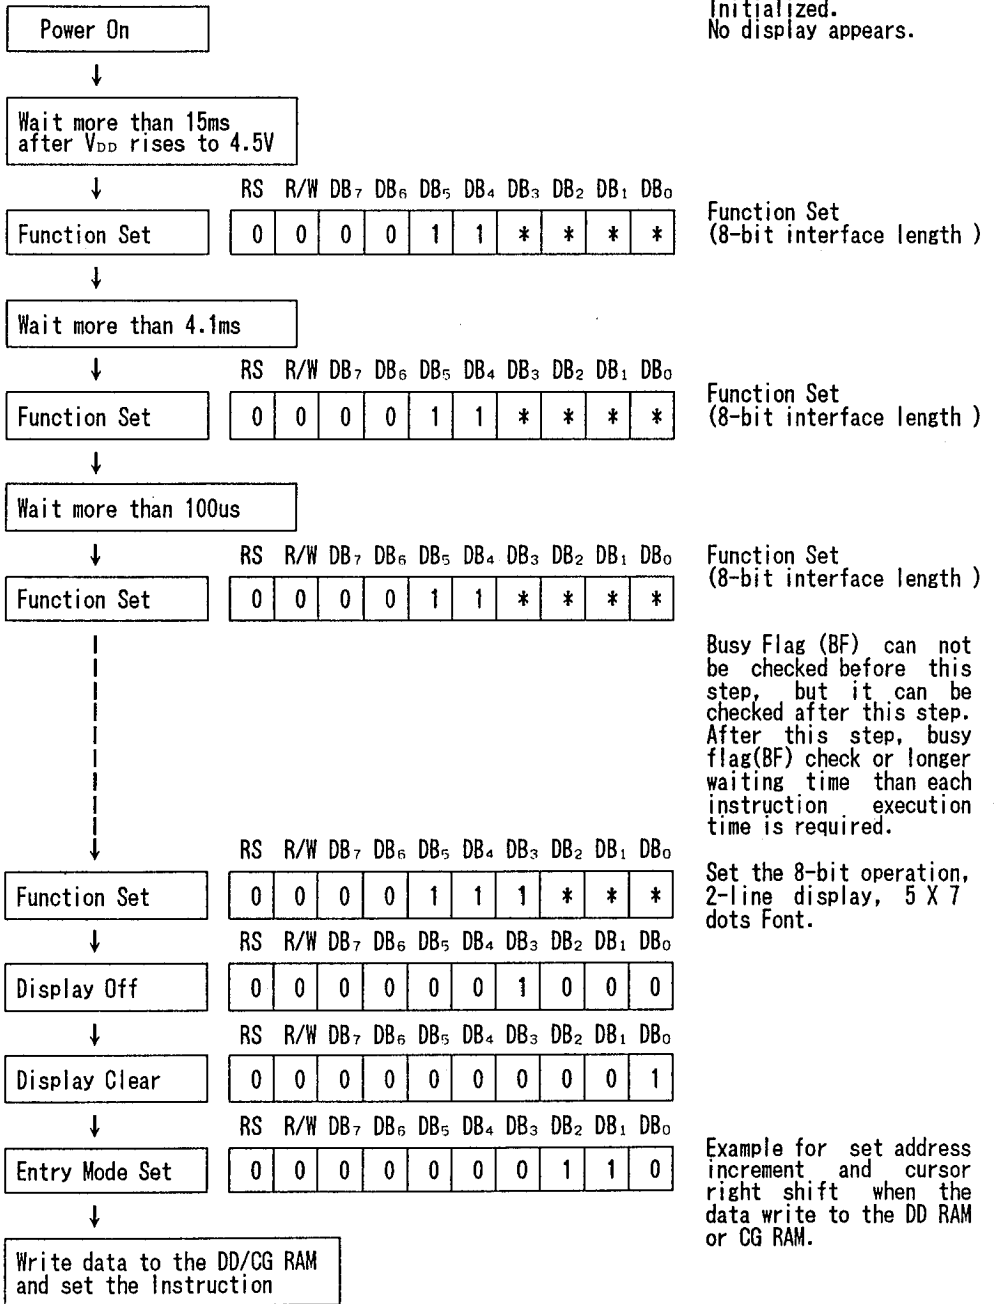 Initialized.
No display appears.
Power On
↓
Wait more than 15ms
after VDD rises to 4.5V
↓
RS R/W DB₇ DB₆ DB₅ DB₄ DB₃ DB₂ DB₁ DB₀
Function Set 0 0 0 0 1 1 * * * *
Function Set
(8-bit interface length )
↓
Wait more than 4.1ms
↓
RS R/W DB₇ DB₆ DB₅ DB₄ DB₃ DB₂ DB₁ DB₀
Function Set 0 0 0 0 1 1 * * * *
Function Set
(8-bit interface length )
↓
Wait more than 100us
↓
RS R/W DB₇ DB₆ DB₅ DB₄ DB₃ DB₂ DB₁ DB₀
Function Set 0 0 0 0 1 1 * * * *
Function Set
(8-bit interface length )
Busy Flag (BF) can not
be checked before this
step, but it can be
checked after this step.
After this step, busy
flag(BF) check or longer
waiting time than each
instruction execution
time is required.
↓
RS R/W DB₇ DB₆ DB₅ DB₄ DB₃ DB₂ DB₁ DB₀
Function Set 0 0 0 0 1 1 1 * * *
Set the 8-bit operation,
2-line display, 5 X 7
dots Font.
↓
RS R/W DB₇ DB₆ DB₅ DB₄ DB₃ DB₂ DB₁ DB₀
Display Off 0 0 0 0 0 0 1 0 0 0
↓
RS R/W DB₇ DB₆ DB₅ DB₄ DB₃ DB₂ DB₁ DB₀
Display Clear 0 0 0 0 0 0 0 0 0 1
↓
RS R/W DB₇ DB₆ DB₅ DB₄ DB₃ DB₂ DB₁ DB₀
Entry Mode Set 0 0 0 0 0 0 0 1 1 0
Example for set address
increment and cursor
right shift when the
data write to the DD RAM
or CG RAM.
↓
Write data to the DD/CG RAM
and set the Instruction